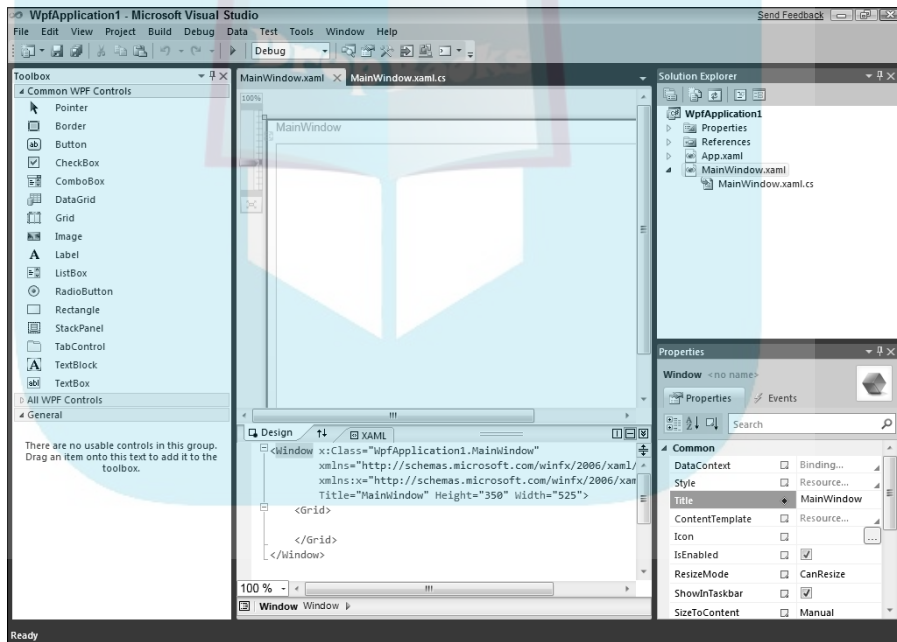 WpfApplication1 - Microsoft Visual Studio
Send Feedback
File Edit View Project Build Debug Data Test Tools Window Help
Debug
Toolbox
Common WPF Controls
Pointer
Border
Button
CheckBox
ComboBox
DataGrid
Grid
Image
Label
ListBox
RadioButton
Rectangle
StackPanel
TabControl
TextBlock
TextBox
All WPF Controls
General
There are no usable controls in this group.
Drag an item onto this text to add it to the
toolbox.
MainWindow.xaml MainWindow.xaml.cs
100%
MainWindow
Design XAML
<Window x:Class="WpfApplication1.MainWindow"
xmlns="http://schemas.microsoft.com/winfx/2006/xaml/
xmlns:x="http://schemas.microsoft.com/winfx/2006/xam
Title="MainWindow" Height="350" Width="525">
<Grid>
</Grid>
</Window>
100 %
Window Window
Solution Explorer
WpfApplication1
Properties
References
App.xaml
MainWindow.xaml
MainWindow.xaml.cs
Properties
Window <no name>
Properties Events
Search
Common
DataContext Binding...
Style Resource...
Title MainWindow
ContentTemplate Resource...
Icon ...
IsEnabled
ResizeMode CanResize
ShowInTaskbar
SizeToContent Manual
Ready